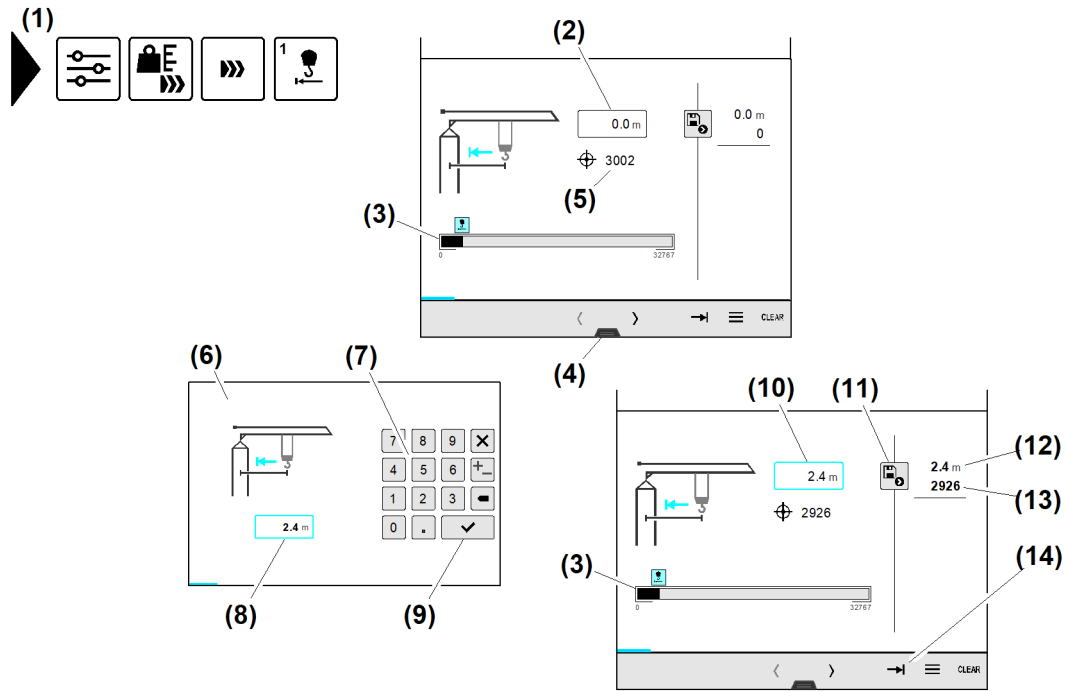 (1)
E
1
(2)
0.0 m
0.0 m
0
3002
(5)
(3)
0
32767
CLEAR
(4)
(6)
(7)
7 8 9
4 5 6
1 2 3
0 .
2.4 m
(8)
(9)
(10)
(11)
(12)
2.4 m
2.4 m
2926
(13)
2926
(3)
0
32767
(14)
CLEAR